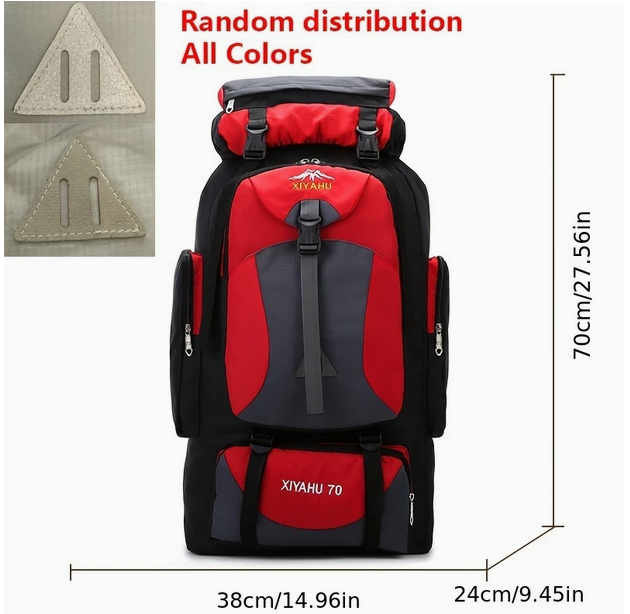 Random distribution
All Colors
XIYAHU
70cm/27.56in
XIYAHU 70
38cm/14.96in
24cm/9.45in